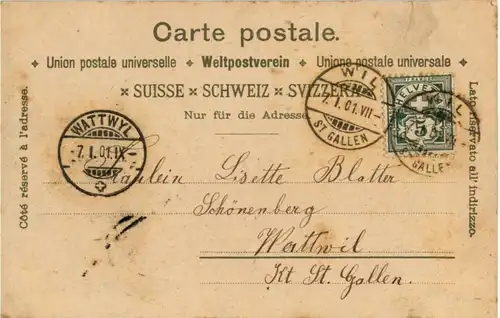 Carte postale.
Union postale universelle ✦ Weltpostverein ✦ Unione postale universale
SUISSE × SCHWEIZ × SVIZZERA
Nur für die Adresse
Côté réservé à l'adresse.
Lato riservato all' indirizzo.
WIL
7. I. 01. VII
ST GALLEN
HELVETIA
FRANCO
5
GALLEN
WATTWYL
7. I. 01. IX
Fräulein Lisette Blatter
Schönenberg
Wattwil
Kt St. Gallen.